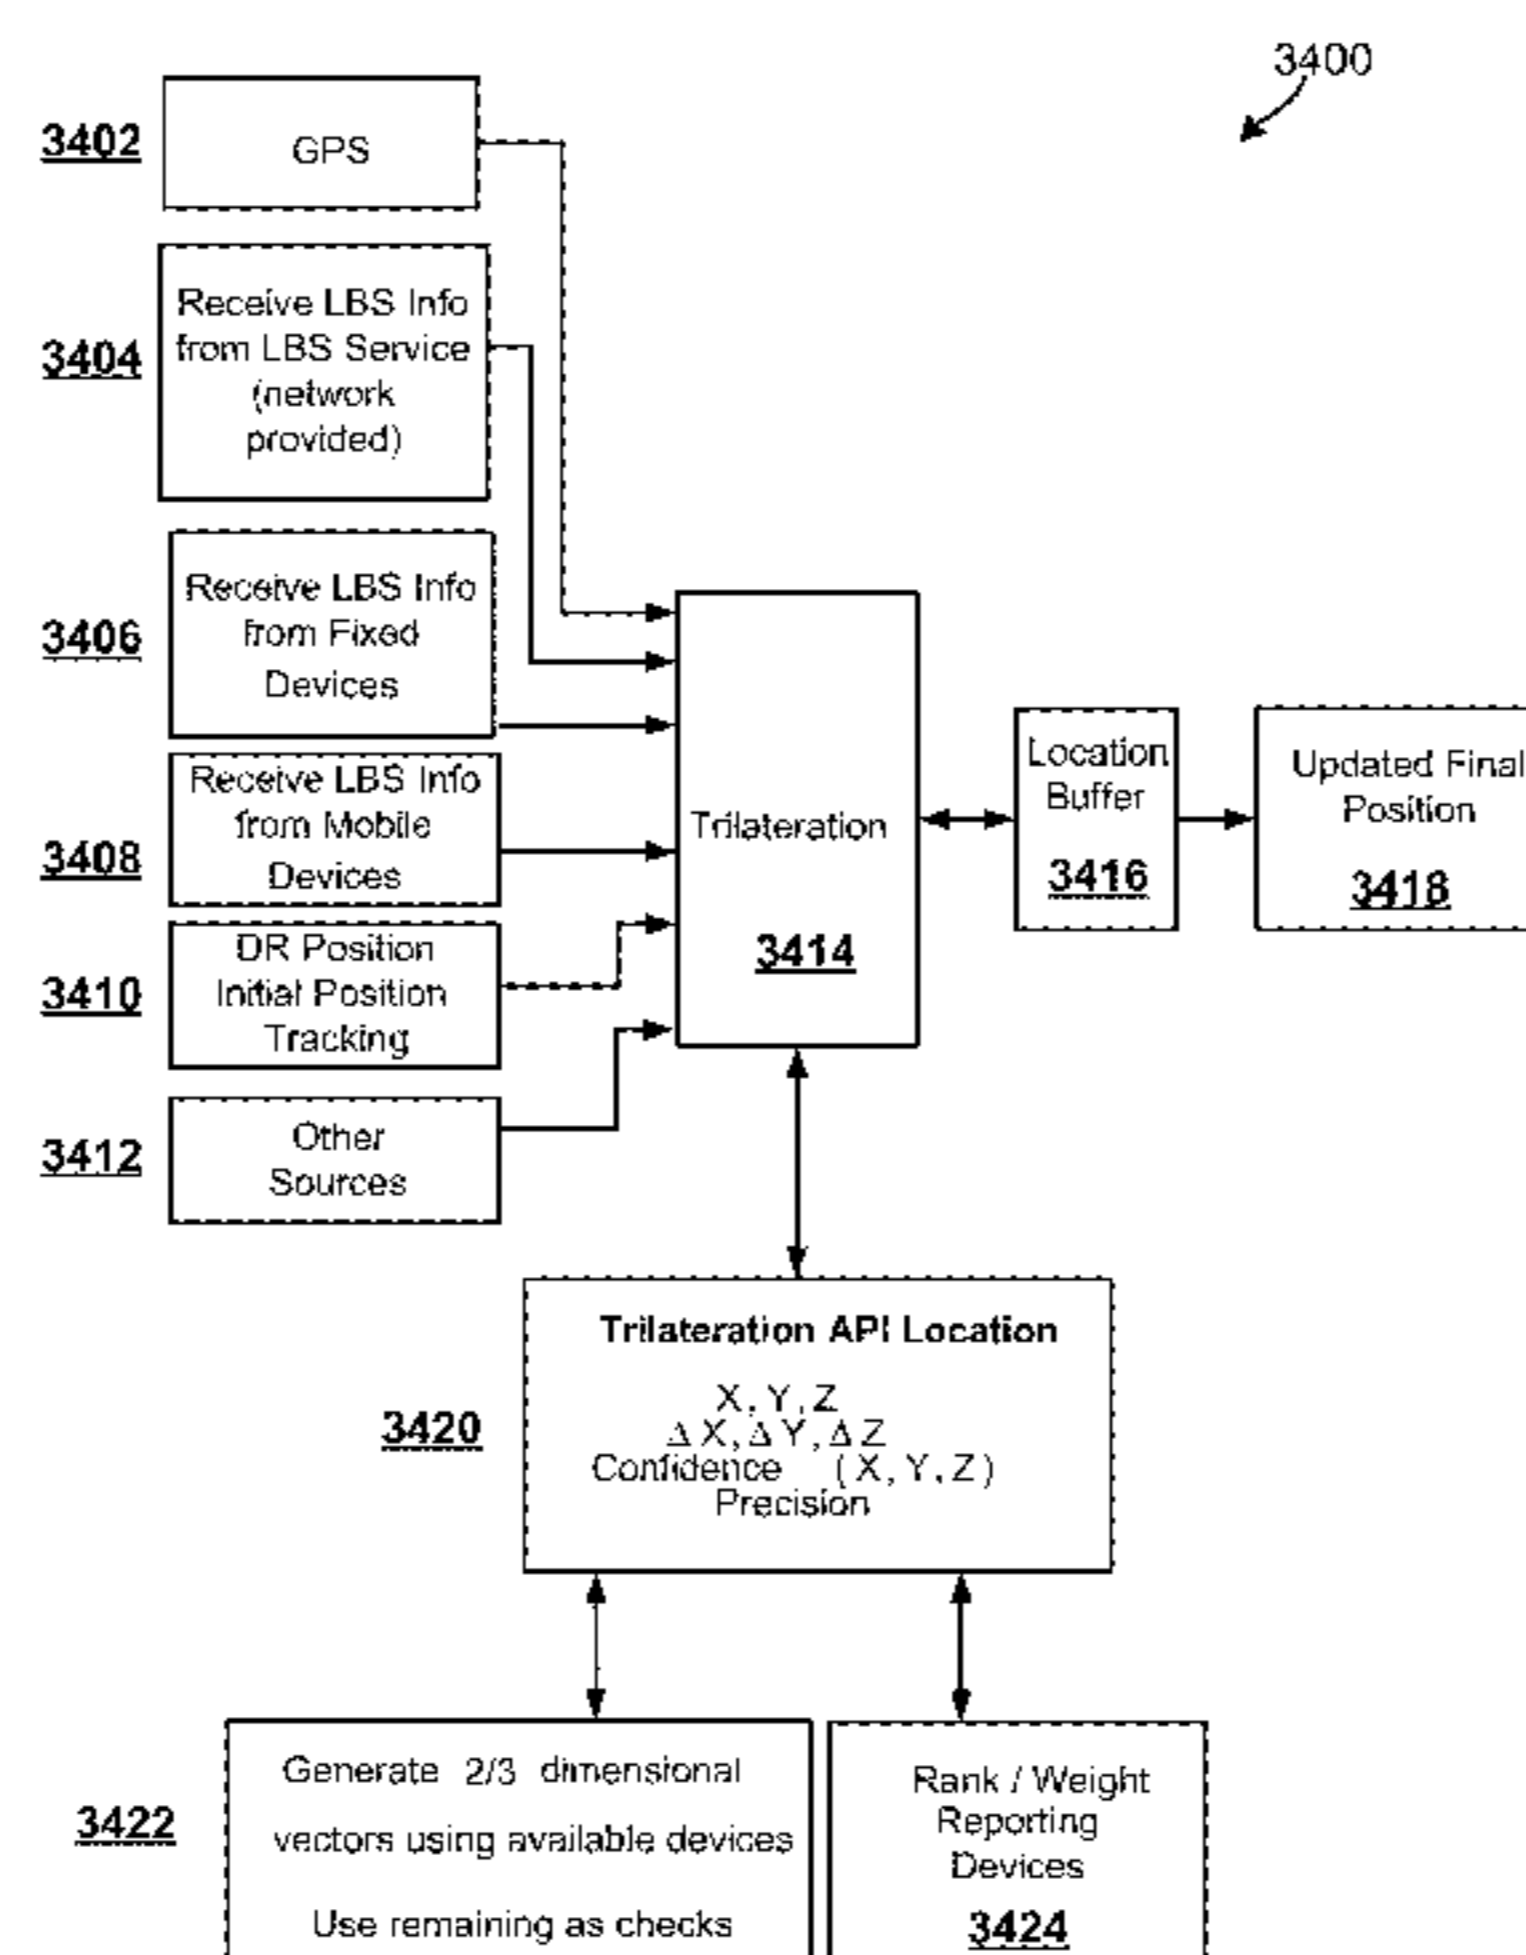 3400
3402
GPS
3404
Receive LBS Info
from LBS Service
(network
provided)
3406
Receive LBS Info
from Fixed
Devices
3408
Receive LBS Info
from Mobile
Devices
3410
DR Position
Initial Position
Tracking
3412
Other
Sources
Trilateration
3414
Location
Buffer
3416
Updated Final
Position
3418
3420
Trilateration API Location
X, Y, Z
Δ X, Δ Y, Δ Z
Confidence (X, Y, Z)
Precision
3422
Generate 2/3 dimensional
vectors using available devices
Use remaining as checks
Rank / Weight
Reporting
Devices
3424